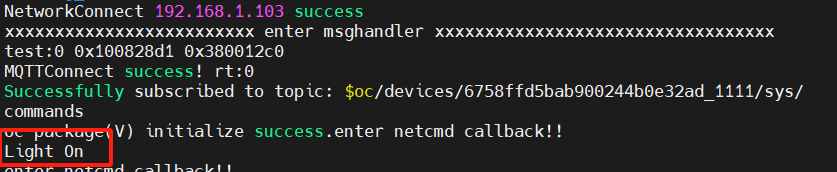 NetworkConnect 192.168.1.103 success
xxxxxxxxxxxxxxxxxxxxxxxxx enter msghandler xxxxxxxxxxxxxxxxxxxxxxxxxxxxxxxxxx
test:0 0x100828d1 0x380012c0
MQTTConnect success! rt:0
Successfully subscribed to topic: $oc/devices/6758ffd5bab900244b0e32ad_1111/sys/
commands
oc package(V) initialize success.enter netcmd callback!!
Light On
enter netcmd callback!!